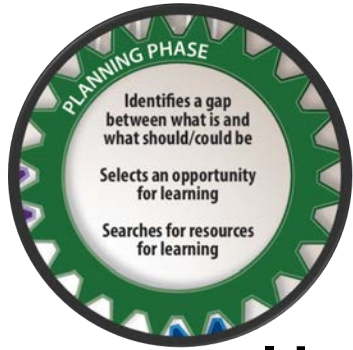 PLANNING PHASE
Identifies a gap
between what is and
what should/could be
Selects an opportunity
for learning
Searches for resources
for learning